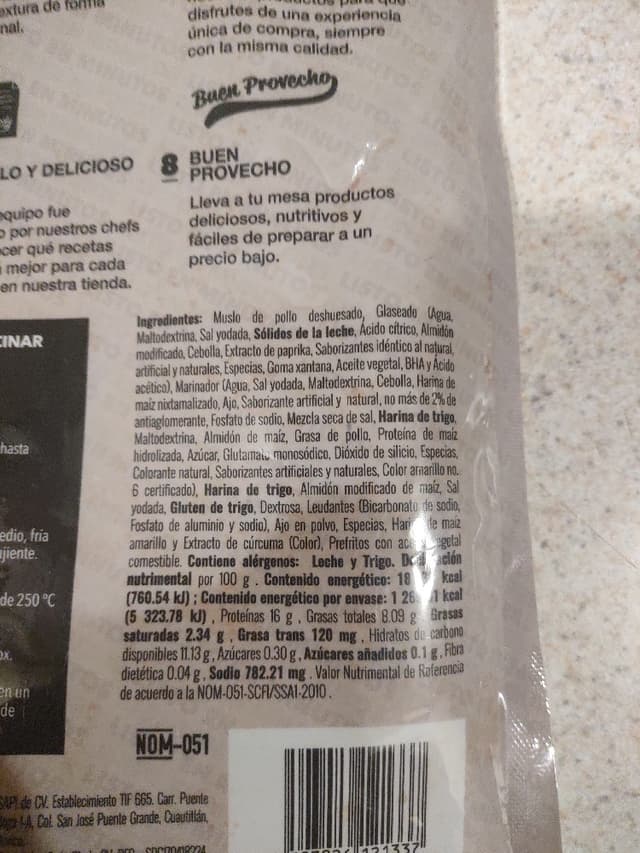 extura de forma
nal.
disfrutes de una experiencia
única de compra, siempre
con la misma calidad.
Buen Provecho
LO Y DELICIOSO
equipo fue
por nuestros chefs
cer qué recetas
mejor para cada
en nuestra tienda.
8 BUEN
PROVECHO
Lleva a tu mesa productos
deliciosos, nutritivos y
fáciles de preparar a un
precio bajo.
CINAR
hasta
edio, fría
ujiente.
de 250 °C
ox.
en un
de
Ingredientes: Muslo de pollo deshuesado, Glaseado (Agua,
Maltodextrina, Sal yodada, Sólidos de la leche, Ácido cítrico, Almidón
modificado, Cebolla, Extracto de paprika, Saborizantes idéntico al natural,
artificial y naturales, Especias, Goma xantana, Aceite vegetal, BHA y Ácido
acético), Marinador (Agua, Sal yodada, Maltodextrina, Cebolla, Harina de
maíz nixtamalizado, Ajo, Saborizante artificial y natural, no más de 2% de
antiaglomerante, Fosfato de sodio, Mezcla seca de sal, Harina de trigo,
Maltodextrina, Almidón de maíz, Grasa de pollo, Proteína de maíz
hidrolizada, Azúcar, Glutamato monosódico, Dióxido de silicio, Especias,
Colorante natural, Saborizantes artificiales y naturales, Color amarillo no.
6 certificado), Harina de trigo, Almidón modificado de maíz, Sal
yodada, Gluten de trigo, Dextrosa, Leudantes (Bicarbonato de sodio,
Fosfato de aluminio y sodio), Ajo en polvo, Especias, Harina de maíz
amarillo y Extracto de cúrcuma (Color), Prefritos con vegetal
comestible. Contiene alérgenos: Leche y Trigo.
nutrimental por 100 g . Contenido energético: kcal
(760.54 kJ) ; Contenido energético por envase: kcal
(5 323.78 kJ) , Proteínas 16 g , Grasas totales 8.09 g Grasas
saturadas 2.34 g , Grasa trans 120 mg , Hidratos de carbono
disponibles 11.13 g , Azúcares 0.30 g , Azúcares añadidos 0.1 g , Fibra
dietética 0.04 g , Sodio 782.21 mg . Valor Nutrimental de Referencia
de acuerdo a la NOM-051-SCFI/SSA1-2010 .
NOM-051
SAPI de CV. Establecimiento TIF 665. Carr. Puente
Col. San José Puente Grande, Cuautitlán,
121337